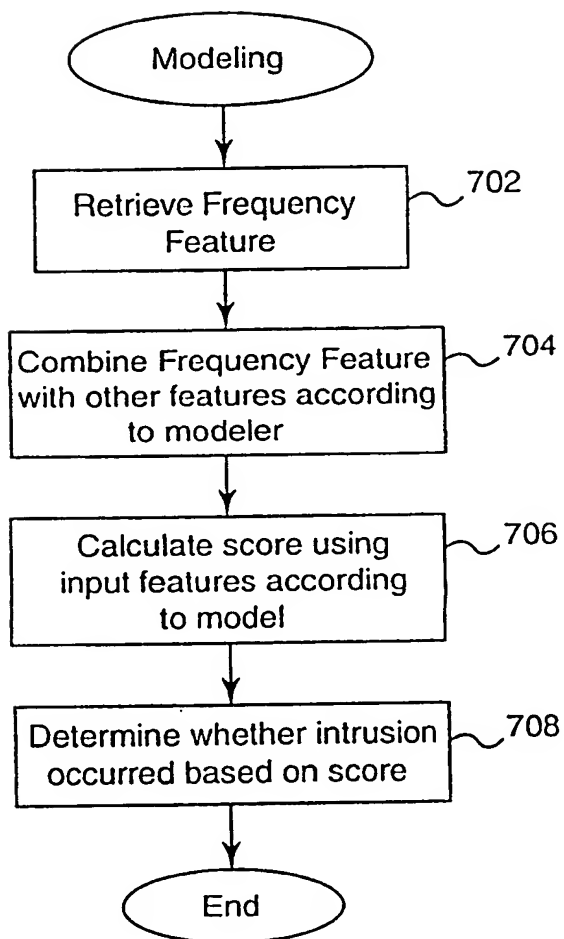 Modeling
702
Retrieve Frequency
Feature
704
Combine Frequency Feature
with other features according
to modeler
706
Calculate score using
input features according
to model
708
Determine whether intrusion
occurred based on score
End